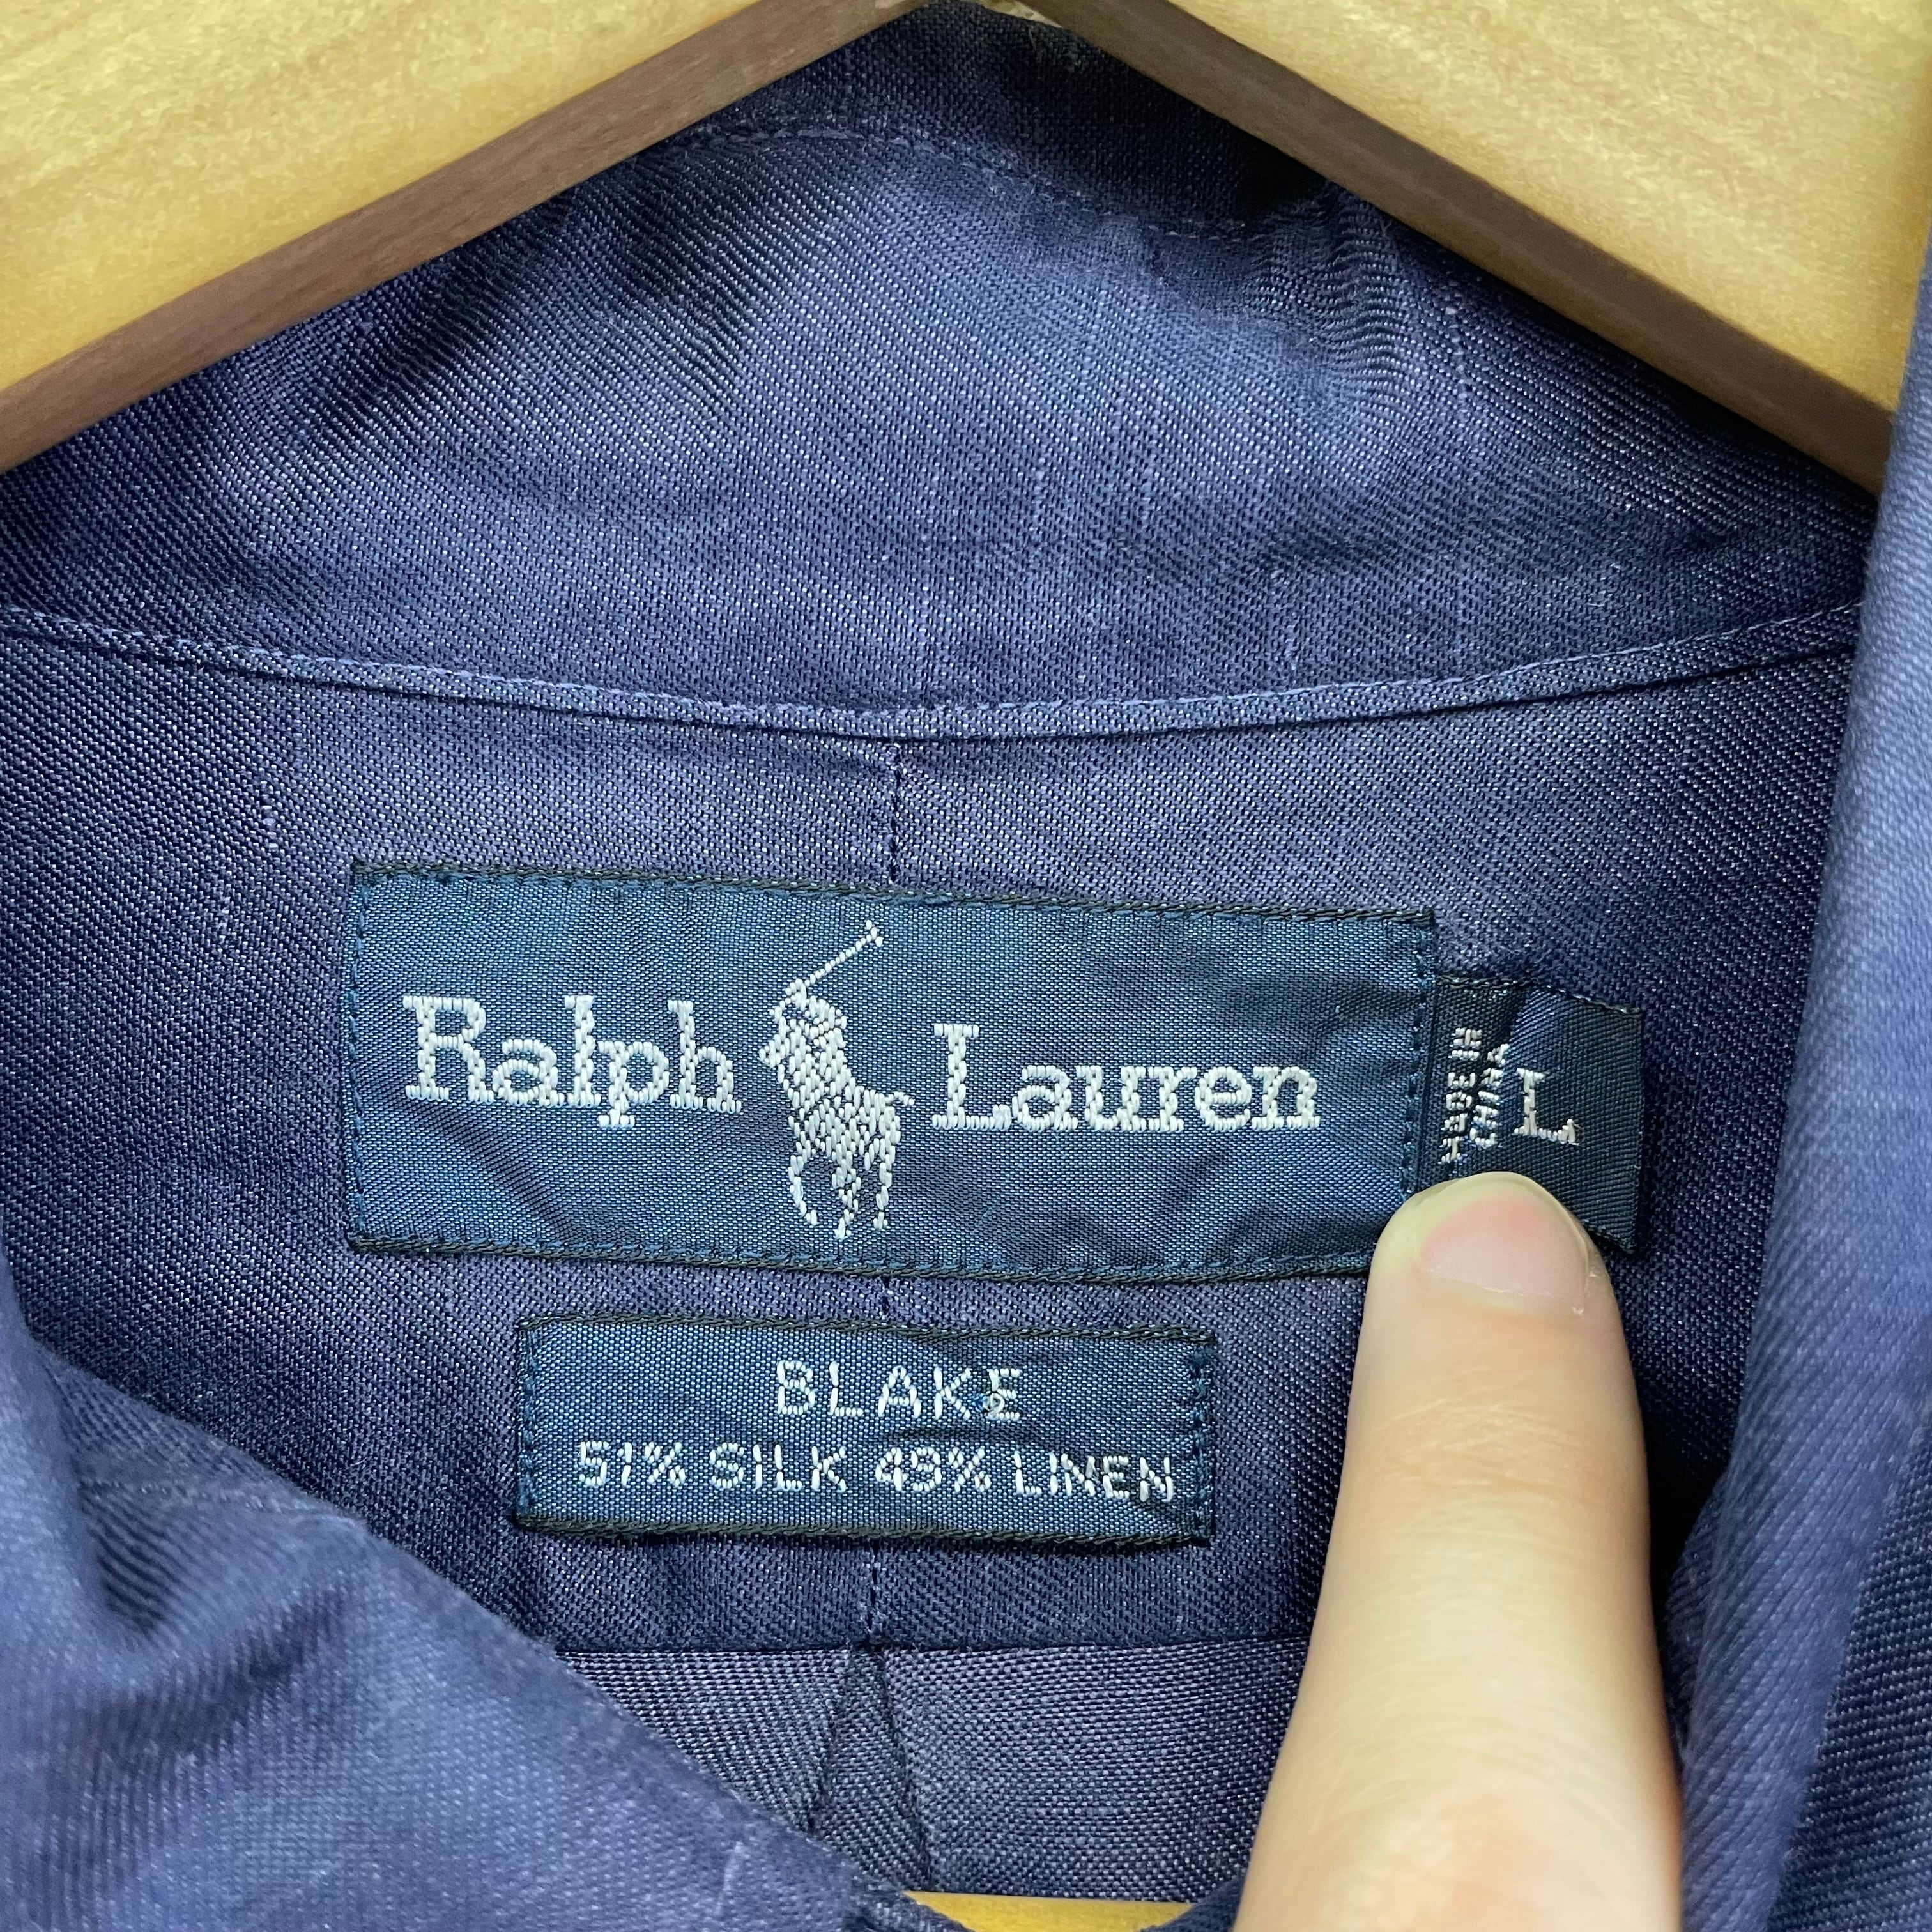 Ralph Lauren
L
BLAKE
51% SILK 49% LINEN